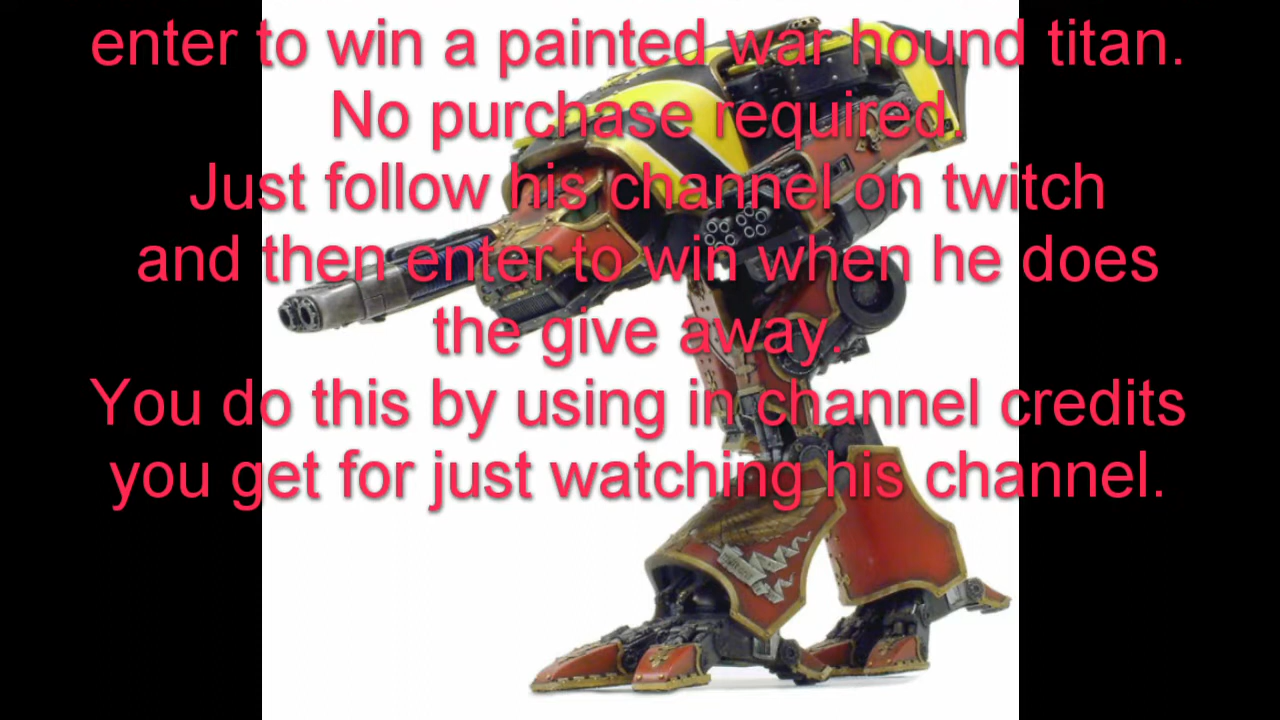 enter to win a painted war hound titan.
No purchase required.
Just follow his channel on twitch
and then enter to win when he does
the give away.
You do this by using in channel credits
you get for just watching his channel.